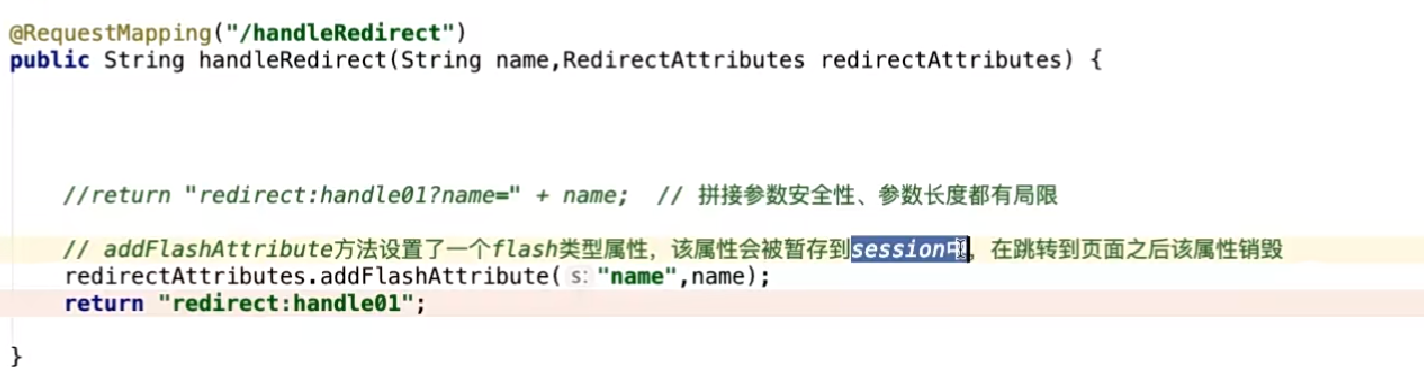 @RequestMapping("/handleRedirect")
public String handleRedirect(String name,RedirectAttributes redirectAttributes) {
//return "redirect:handle01?name=" + name;  // 拼接参数安全性、参数长度都有局限
// addFlashAttribute方法设置了一个flash类型属性，该属性会被暂存到session中，在跳转到页面之后该属性销毁
redirectAttributes.addFlashAttribute( s: "name",name);
return "redirect:handle01";
}